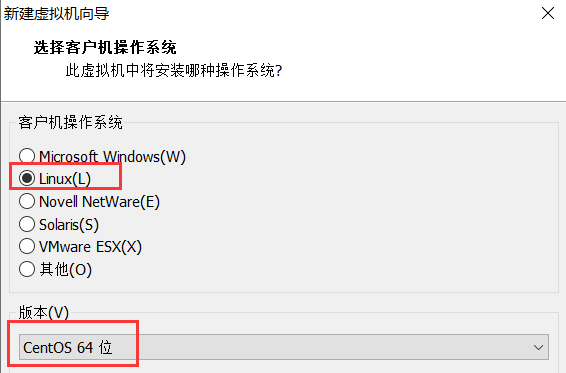 新建虚拟机向导
选择客户机操作系统
此虚拟机中将安装哪种操作系统?
客户机操作系统
Microsoft Windows(W)
Linux(L)
Novell NetWare(E)
Solaris(S)
VMware ESX(X)
其他(O)
版本(V)
CentOS 64 位